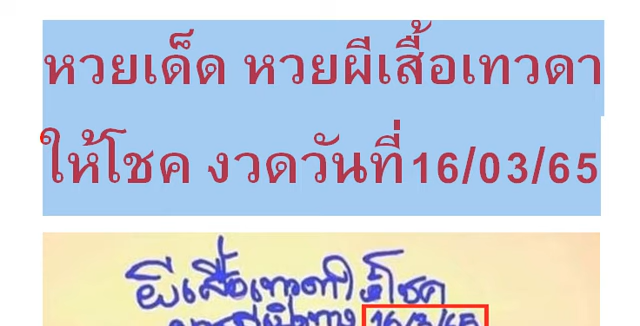 หวยเด็ด หวยผีเสื้อเทวดา
ให้โชค งวดวันที่ 16/03/65
ผีเสื้อเทวดาให้โชค
16/3/65